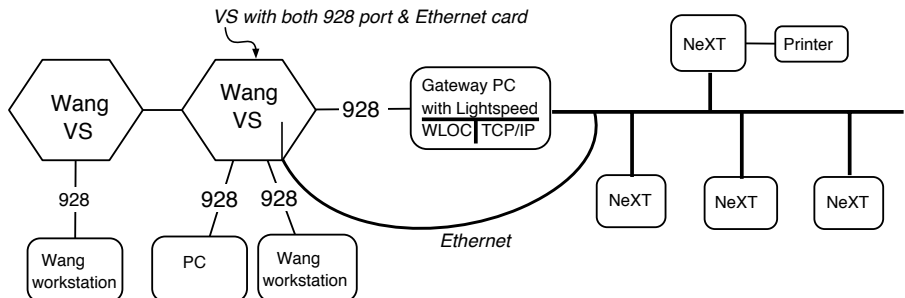 VS with both 928 port & Ethernet card
NeXT
Printer
Wang
VS
Wang
VS
928
Gateway PC
with Lightspeed
WLOC
TCP/IP
928
928
928
NeXT
NeXT
NeXT
Ethernet
Wang
workstation
PC
Wang
workstation